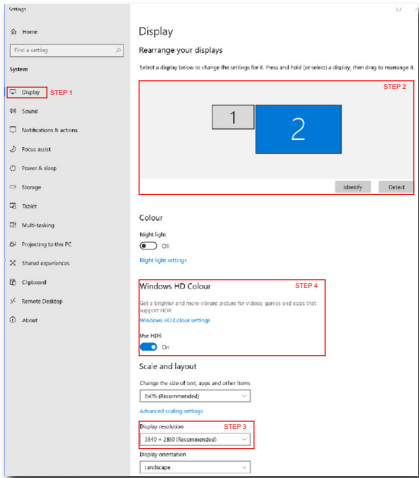 Settings
Home
Find a setting
System
Display STEP 1
Sound
Notifications & actions
Focus assist
Power & sleep
Storage
Tablet
Multi-tasking
Projecting to this PC
Shared experiences
Clipboard
Remote Desktop
About
Display
Rearrange your displays
Select a display below to change the settings for it. Press and hold (or select) a display, then drag to rearrange it.
STEP 2
1
2
Identify Detect
Colour
Night light
Off
Night light settings
Windows HD Colour STEP 4
Get a brighter and more vibrant picture for videos, games and apps that
support HDR.
Windows HD Colour settings
Use HDR
On
Scale and layout
Change the size of text, apps and other items
150% (Recommended)
Advanced scaling settings
Display resolution STEP 3
3840 × 2160 (Recommended)
Display orientation
Landscape